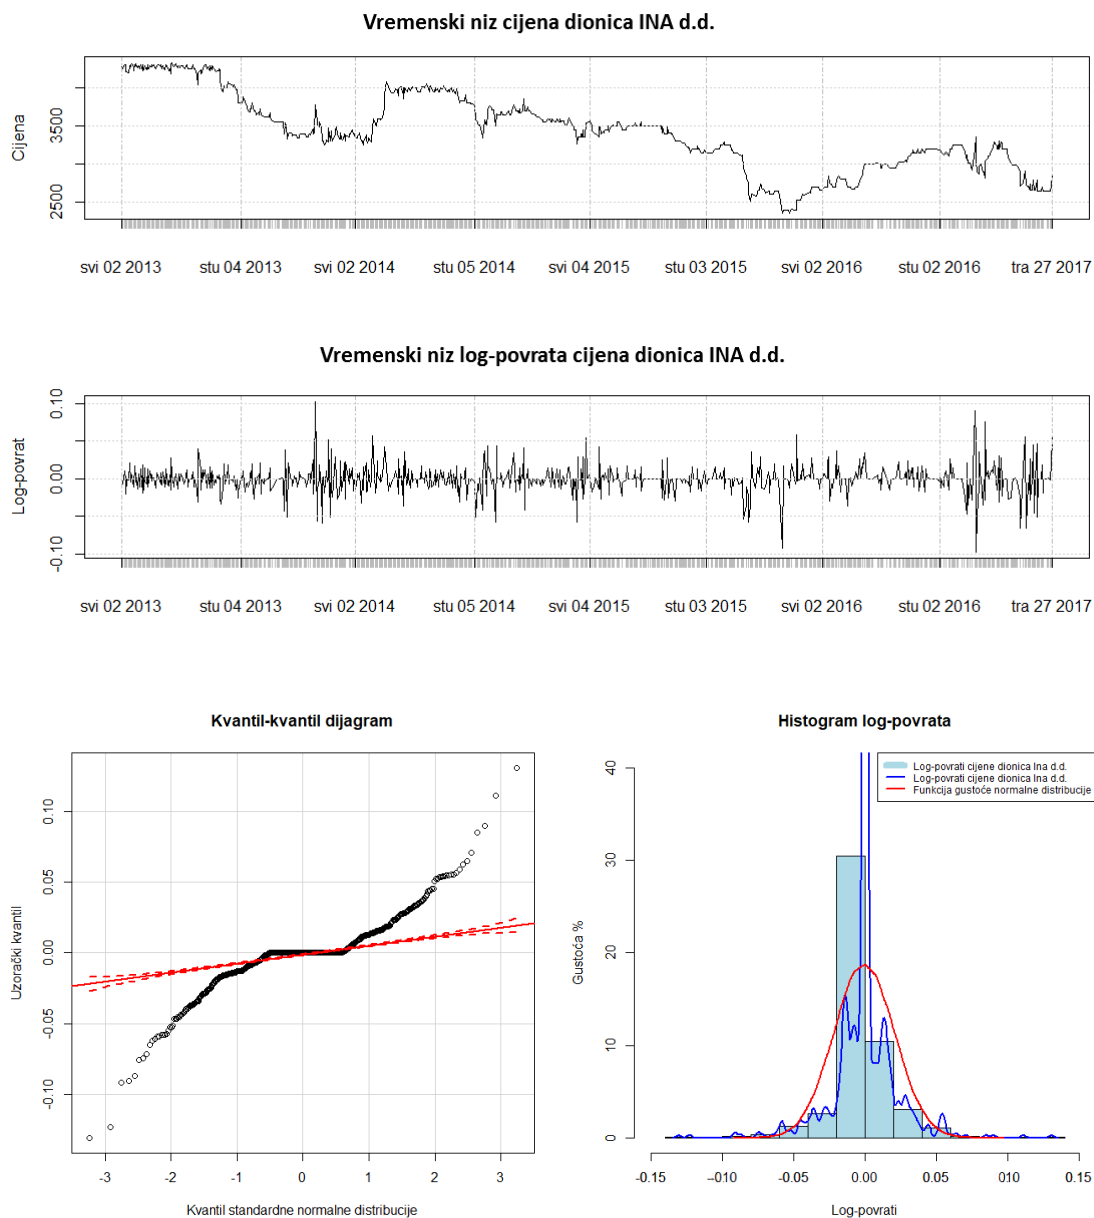 Vremenski niz cijena dionica INA d.d.
Cijena
3500
2500
svi 02 2013
stu 04 2013
svi 02 2014
stu 05 2014
svi 04 2015
stu 03 2015
svi 02 2016
stu 02 2016
tra 27 2017
Vremenski niz log-povrata cijena dionica INA d.d.
Log-povrat
0.10
0.00
-0.10
svi 02 2013
stu 04 2013
svi 02 2014
stu 05 2014
svi 04 2015
stu 03 2015
svi 02 2016
stu 02 2016
tra 27 2017
Kvantil-kvantil dijagram
Uzorački kvantil
0.10
0.05
0.00
-0.05
-0.10
-3
-2
-1
0
1
2
3
Kvantil standardne normalne distribucije
Histogram log-povrata
Log-povrati cijene dionica Ina d.d.
Log-povrati cijene dionica Ina d.d.
Funkcija gustoće normalne distribucije
Gustoća %
40
30
20
10
0
-0.15
-0.10
-0.05
0.00
0.05
010
0.15
Log-povrati